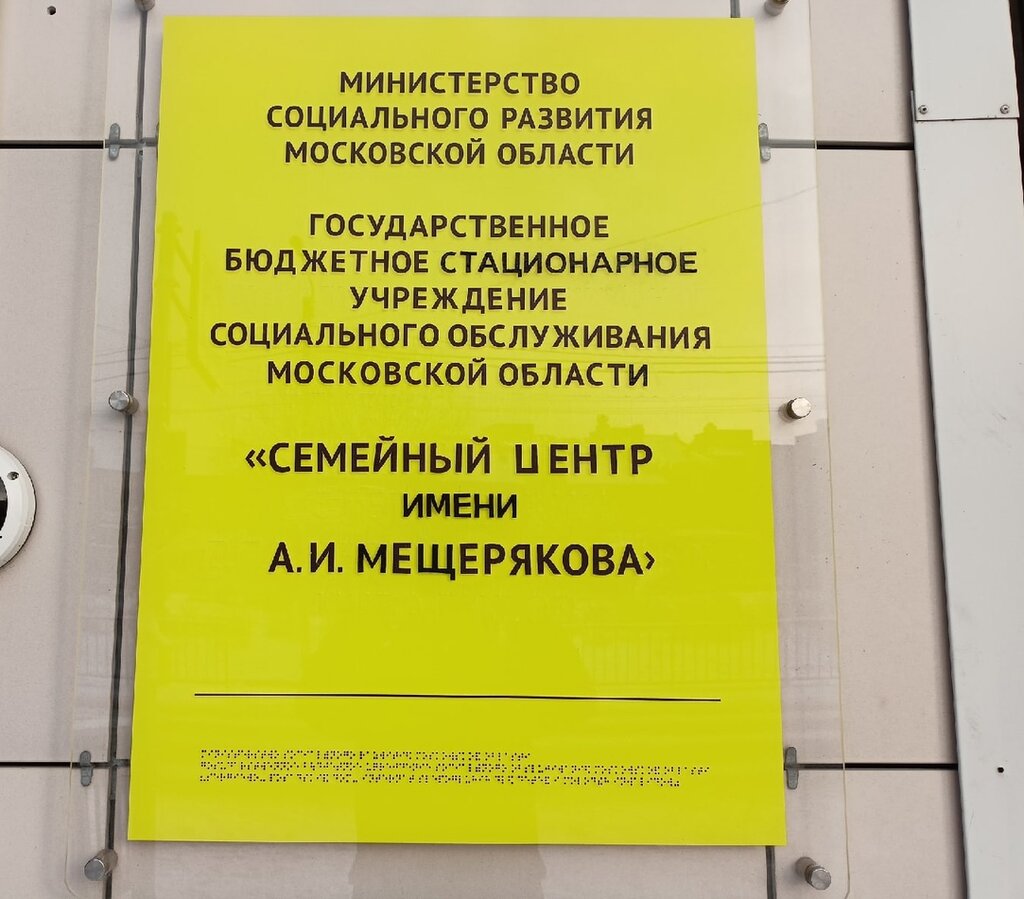 МИНИСТЕРСТВО
СОЦИАЛЬНОГО РАЗВИТИЯ
МОСКОВСКОЙ ОБЛАСТИ
ГОСУДАРСТВЕННОЕ
БЮДЖЕТНОЕ СТАЦИОНАРНОЕ
УЧРЕЖДЕНИЕ
СОЦИАЛЬНОГО ОБСЛУЖИВАНИЯ
МОСКОВСКОЙ ОБЛАСТИ
«СЕМЕЙНЫЙ ЦЕНТР
ИМЕНИ
А.И. МЕЩЕРЯКОВА›